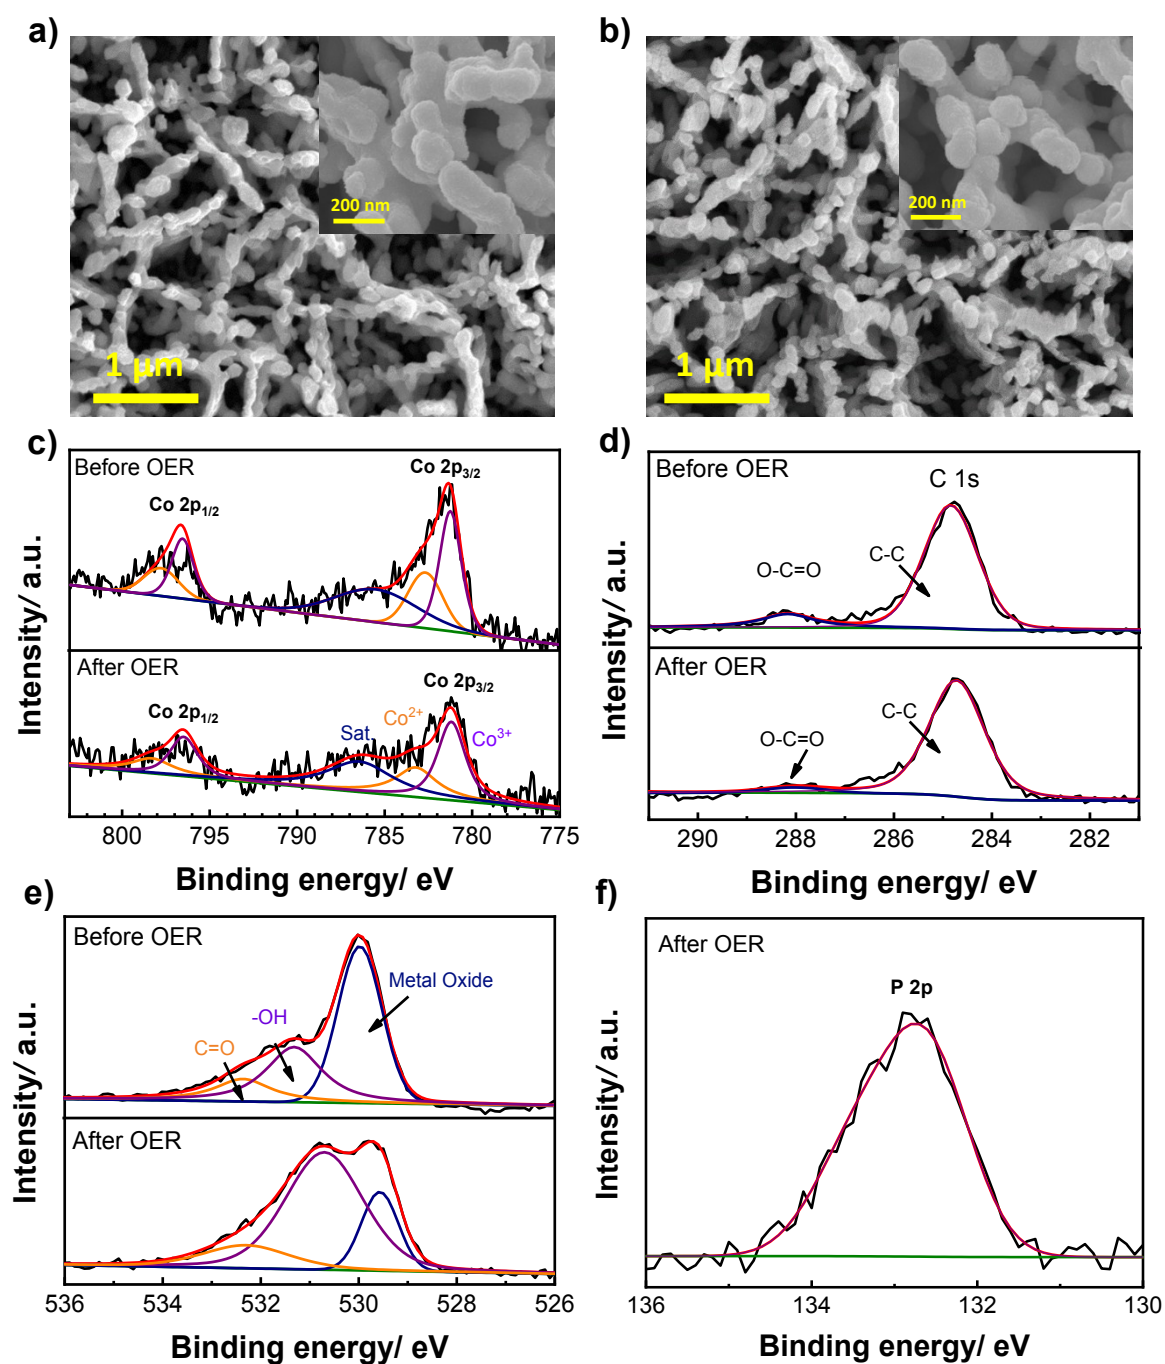 a)
200 nm
1 µm
b)
200 nm
1 µm
c)
Before OER
Co 2p1/2
Co 2p3/2
After OER
Co 2p1/2
Sat.
Co2+
Co 2p3/2
Co3+
Intensity/ a.u.
800 795 790 785 780 775
Binding energy/ eV
d)
Before OER
C 1s
O-C=O
C-C
After OER
O-C=O
C-C
Intensity/ a.u.
290 288 286 284 282
Binding energy/ eV
e)
Before OER
C=O
-OH
Metal Oxide
After OER
Intensity/ a.u.
536 534 532 530 528 526
Binding energy/ eV
f)
After OER
P 2p
Intensity/ a.u.
136 134 132 130
Binding energy/ eV